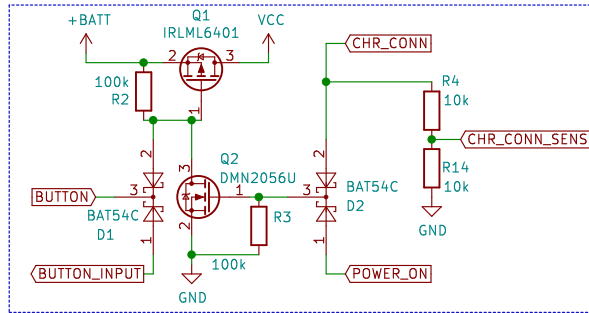 Q1
+BATT
IRLML6401
VCC
2
3
CHR_CONN
100k
R2
1
R4
10k
CHR_CONN_SENS
2
3
Q2
DMN2056U
BUTTON
3
1
3
BAT54C
D2
R14
10k
2
BAT54C
D1
1
2
R3
100k
1
GND
BUTTON_INPUT
POWER_ON
GND